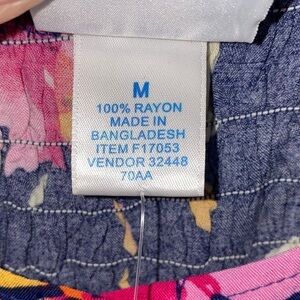 M
100% RAYON
MADE IN
BANGLADESH
ITEM F17053
VENDOR 32448
70AA